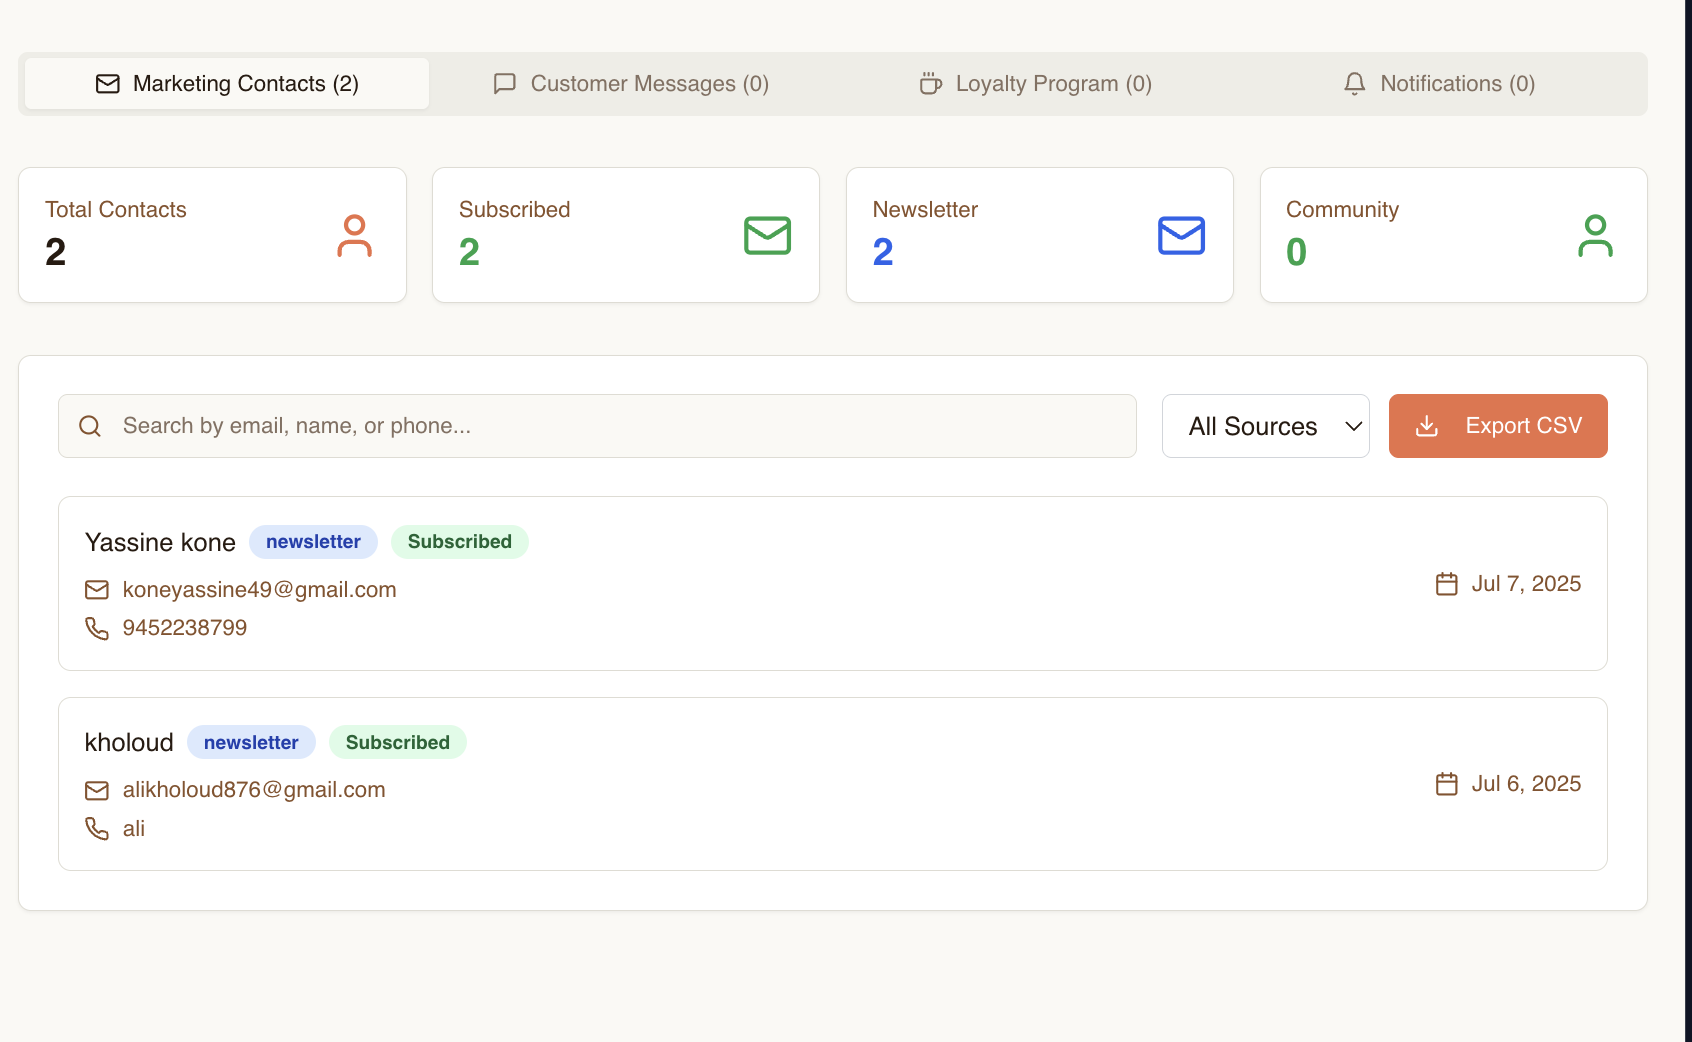 Marketing Contacts (2) Customer Messages (0) Loyalty Program (0) Notifications (0)
Total Contacts
2
Subscribed
2
Newsletter
2
Community
0
Search by email, name, or phone... All Sources Export CSV
Yassine kone newsletter Subscribed
koneyassine49@gmail.com
9452238799
Jul 7, 2025
kholoud newsletter Subscribed
alikholoud876@gmail.com
ali
Jul 6, 2025